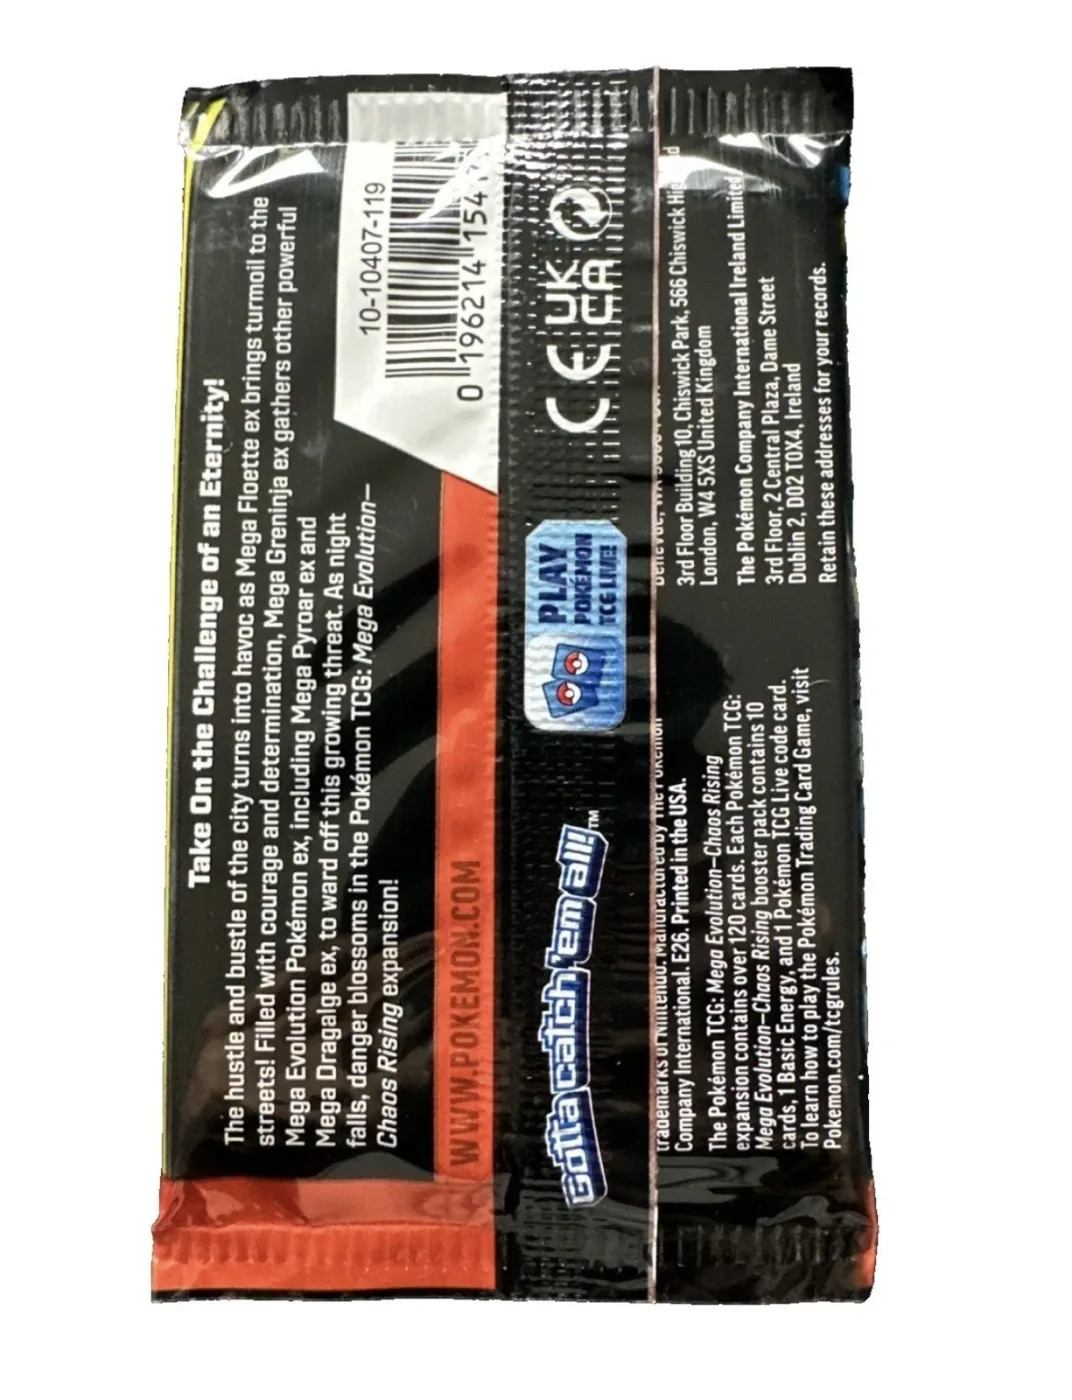 Take On the Challenge of an Eternity!
The hustle and bustle of the city turns into havoc as Mega Floette ex brings turmoil to the
streets! Filled with courage and determination, Mega Greninja ex gathers other powerful
Mega Evolution Pokémon ex, including Mega Pyroar ex and
Mega Dragalge ex, to ward off this growing threat. As night
falls, danger blossoms in the Pokémon TCG: Mega Evolution—
Chaos Rising expansion!
10-10407-119
0 196214 154
WWW.POKEMON.COM
Gotta catch 'em all!™
PLAY
POKÉMON
TCG LIVE!
CE UK
CA
trademarks of Nintendo. Manufactured by The Pokémon
Company International. E26. Printed in the USA.
The Pokémon TCG: Mega Evolution—Chaos Rising
expansion contains over 120 cards. Each Pokémon TCG:
Mega Evolution—Chaos Rising booster pack contains 10
cards, 1 Basic Energy, and 1 Pokémon TCG Live code card.
To learn how to play the Pokémon Trading Card Game, visit
Pokemon.com/tcgrules.
3rd Floor Building 10, Chiswick Park, 566 Chiswick
London, W4 5XS United Kingdom
The Pokémon Company International Ireland Limited
3rd Floor, 2 Central Plaza, Dame Street
Dublin 2, D02 T0X4, Ireland
Retain these addresses for your records.